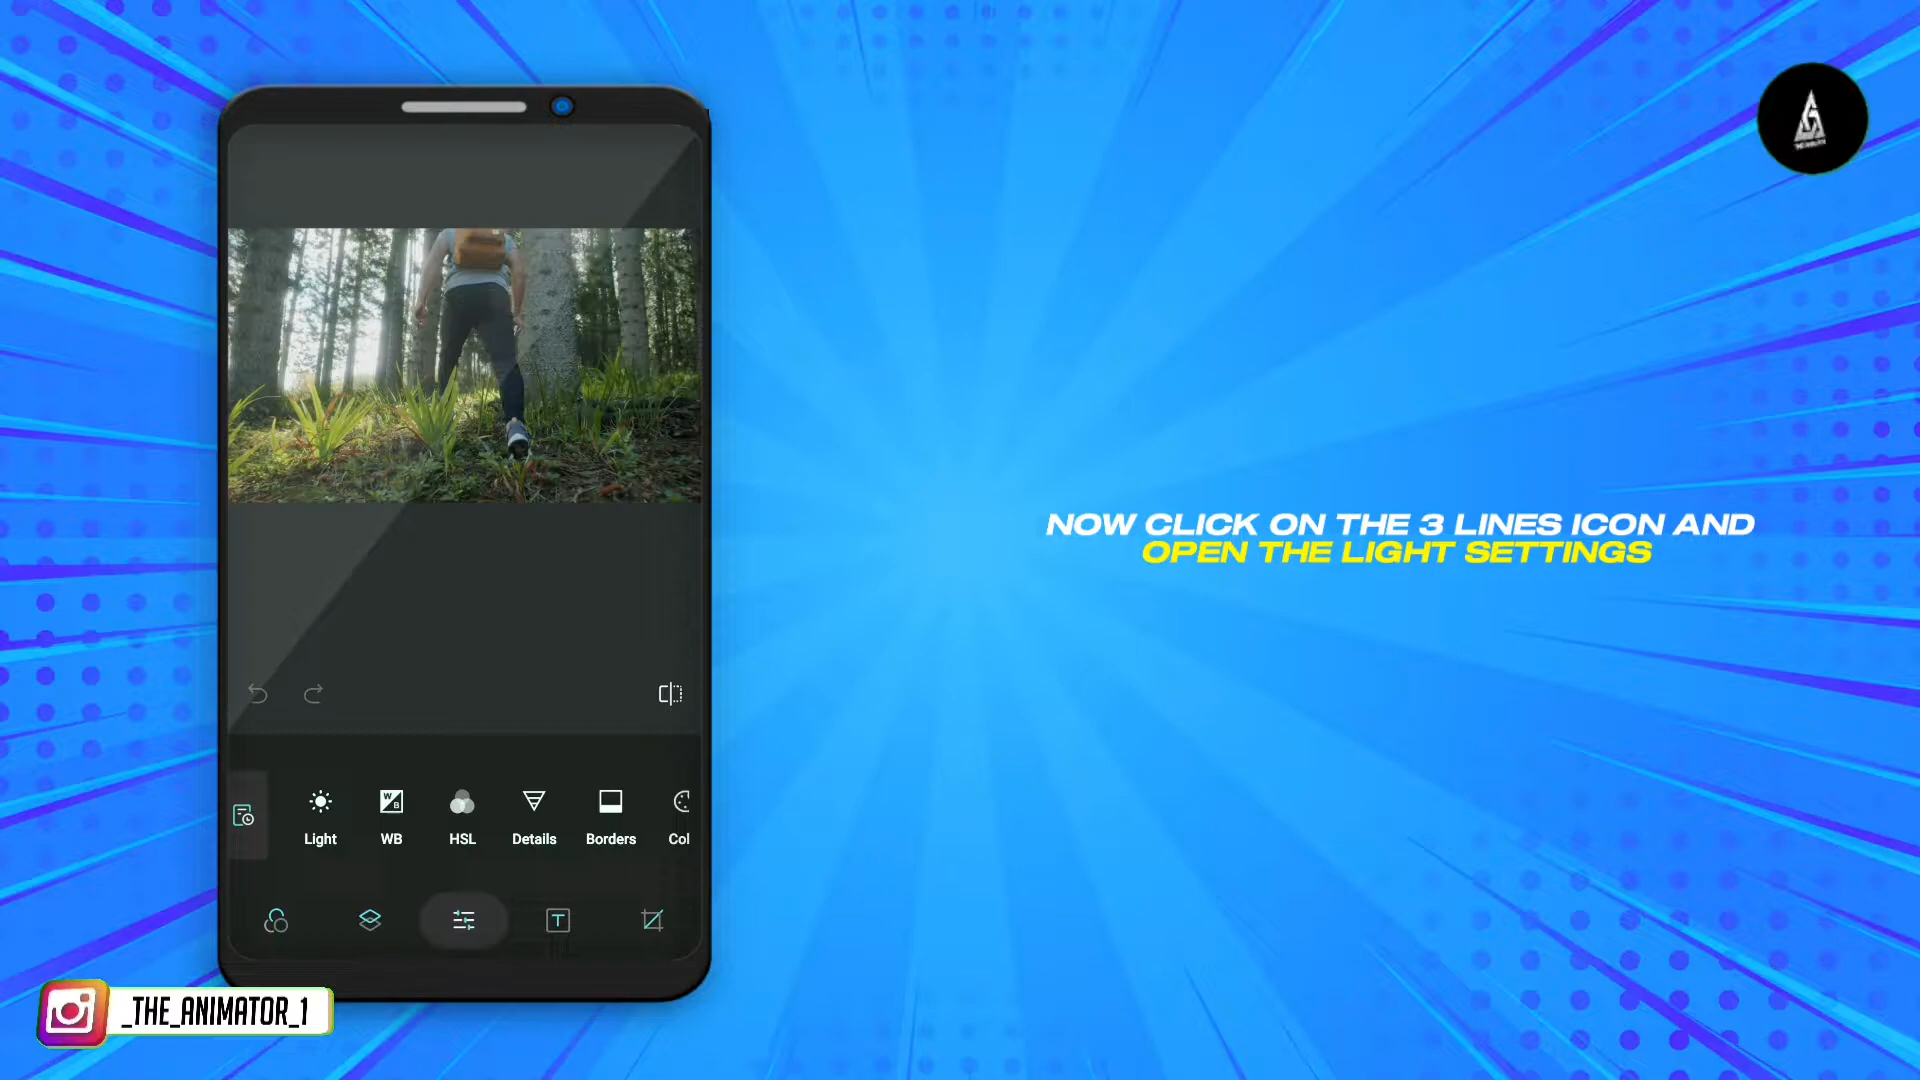 NOW CLICK ON THE 3 LINES ICON AND
OPEN THE LIGHT SETTINGS
Light
WB
HSL
Details
Borders
Col
_THE_ANIMATOR_1